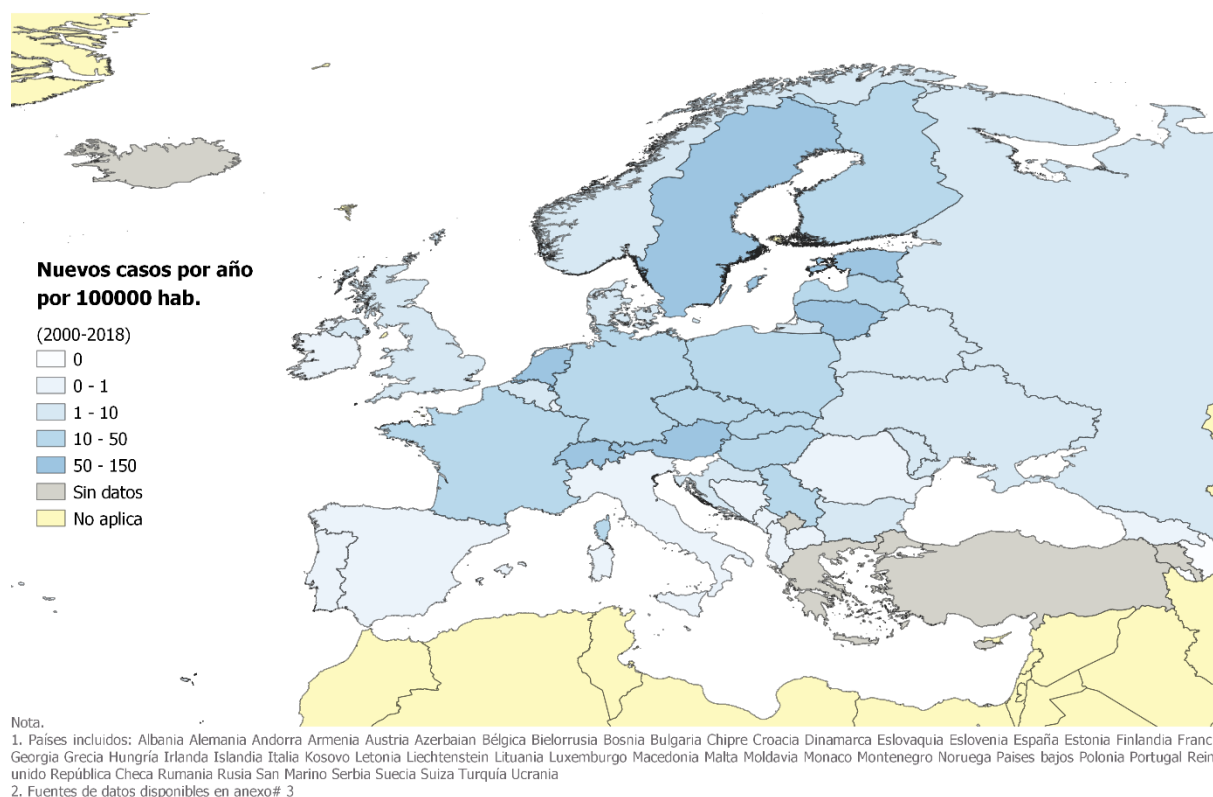 Nuevos casos por año
por 100000 hab.
(2000-2018)
0
0 - 1
1 - 10
10 - 50
50 - 150
Sin datos
No aplica
Nota.
1. Países incluidos: Albania Alemania Andorra Armenia Austria Azerbaian Bélgica Bielorrusia Bosnia Bulgaria Chipre Croacia Dinamarca Eslovaquia Eslovenia España Estonia Finlandia Franc
Georgia Grecia Hungría Irlanda Islandia Italia Kosovo Letonia Liechtenstein Lituania Luxemburgo Macedonia Malta Moldavia Monaco Montenegro Noruega Paises bajos Polonia Portugal Rein
unido República Checa Rumania Rusia San Marino Serbia Suecia Suiza Turquía Ucrania
2. Fuentes de datos disponibles en anexo# 3